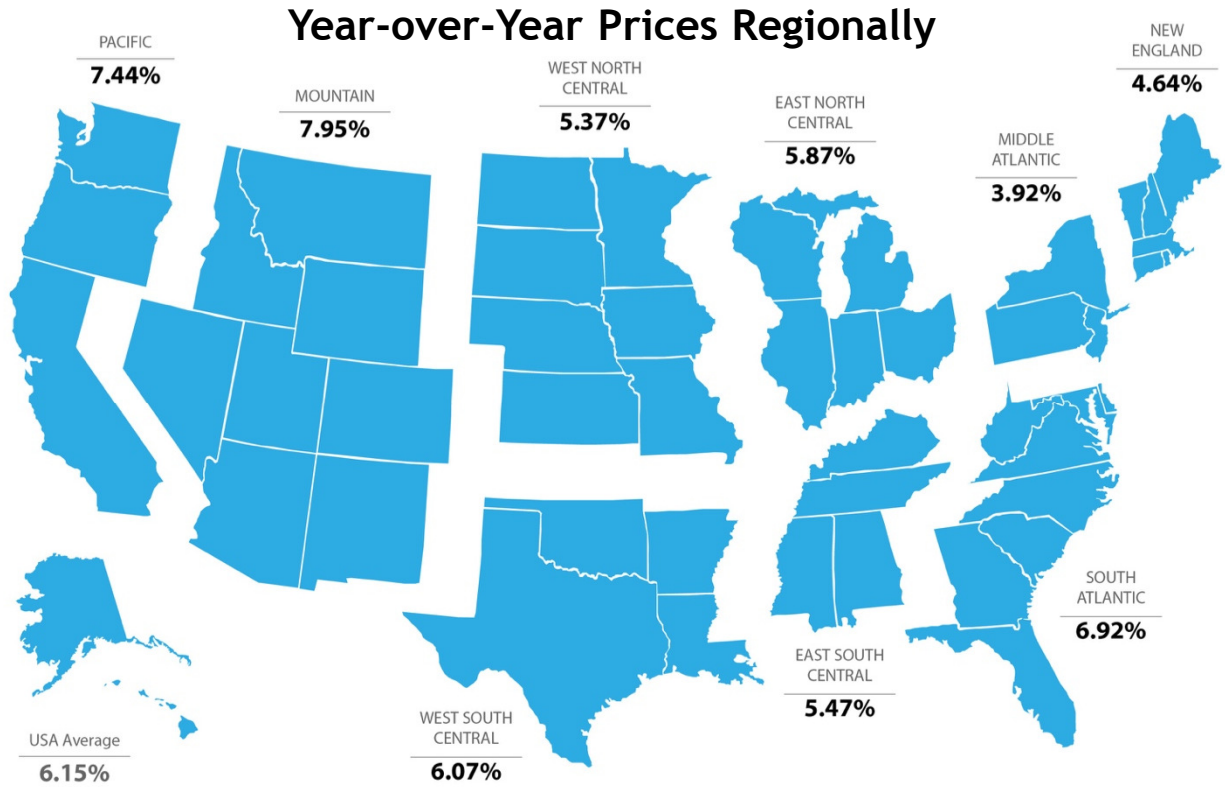 Year-over-Year Prices Regionally
PACIFIC
7.44%
MOUNTAIN
7.95%
WEST NORTH
CENTRAL
5.37%
EAST NORTH
CENTRAL
5.87%
MIDDLE
ATLANTIC
3.92%
NEW
ENGLAND
4.64%
SOUTH
ATLANTIC
6.92%
EAST SOUTH
CENTRAL
5.47%
WEST SOUTH
CENTRAL
6.07%
USA Average
6.15%